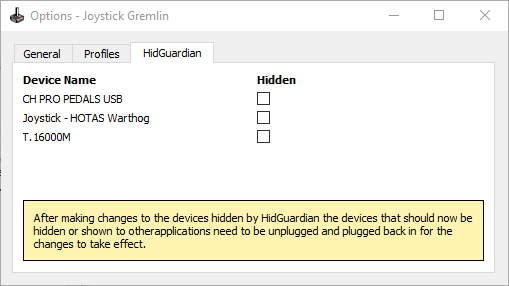 Options - Joystick Gremlin
General Profiles HidGuardian
Device Name Hidden
CH PRO PEDALS USB
Joystick - HOTAS Warthog
T.16000M
After making changes to the devices hidden by HidGuardian the devices that should now be
hidden or shown to otherapplications need to be unplugged and plugged back in for the
changes to take effect.